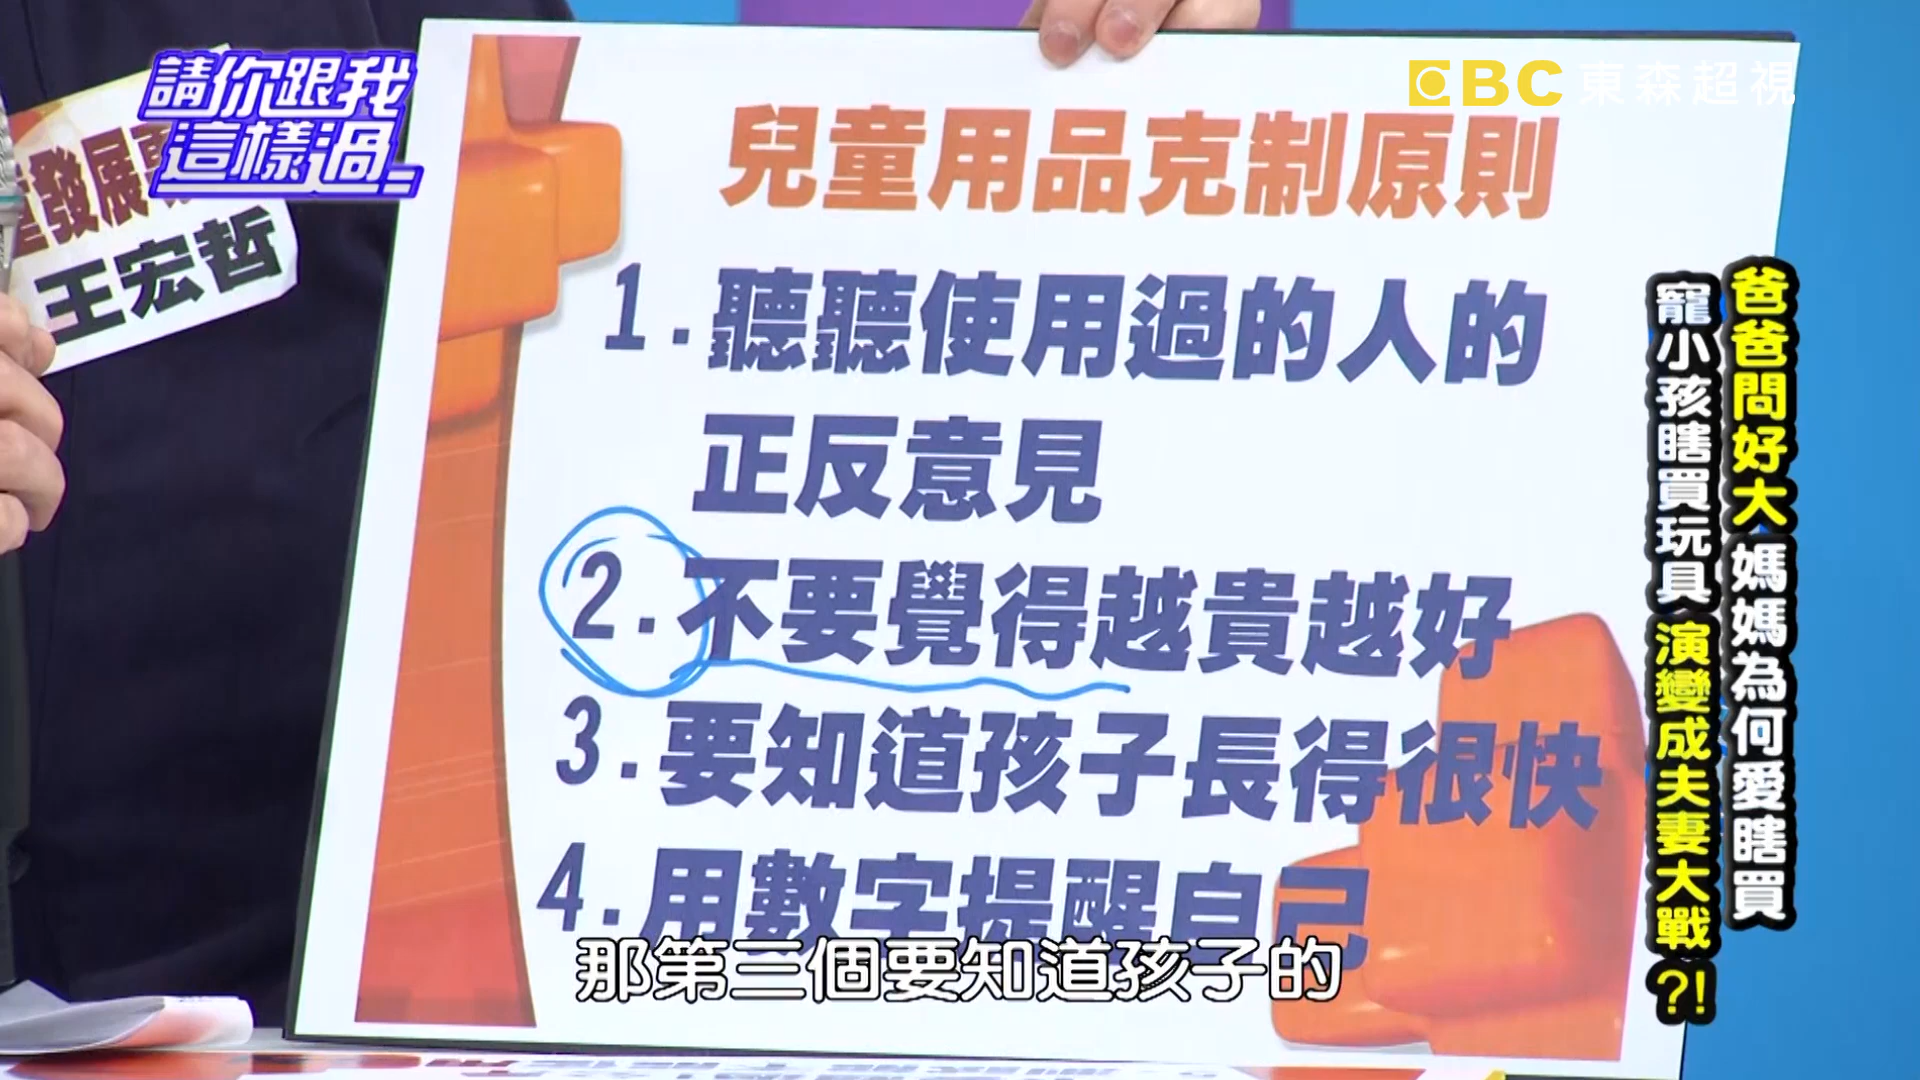 請你跟我
這樣過
EBC 東森超視
發展
王宏哲
兒童用品克制原則
1.聽聽使用過的人的
正反意見
2.不要覺得越貴越好
3.要知道孩子長得很快
4.用數字提醒自己
爸爸問好大 媽媽為何愛瞎買
寵小孩瞎買玩具 演變成夫妻大戰?!
那第三個要知道孩子的